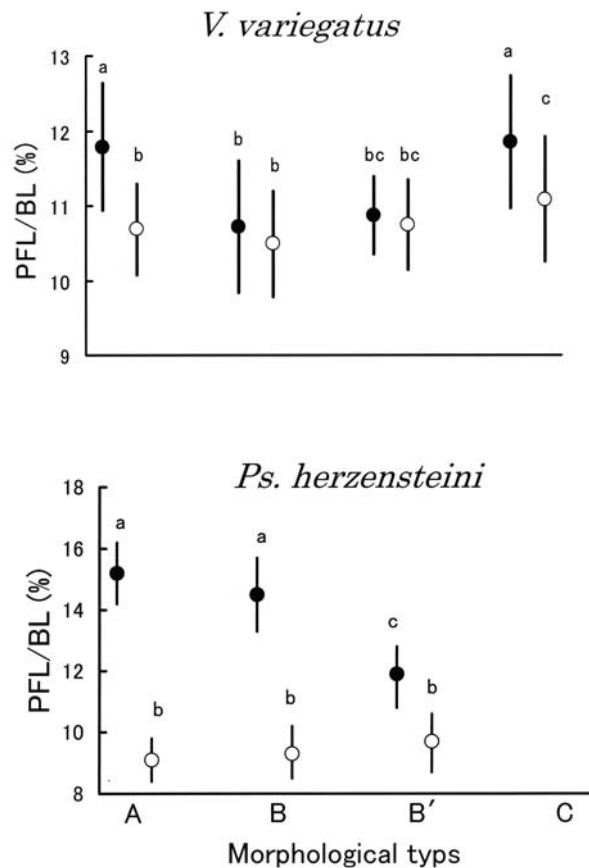 V. variegatus
13
12
11
10
9
PFL/BL (%)
a
b
b
b
bc
bc
a
c
Ps. herzensteini
18
16
14
12
10
8
PFL/BL (%)
a
b
a
b
c
b
A B B′ C
Morphological typs